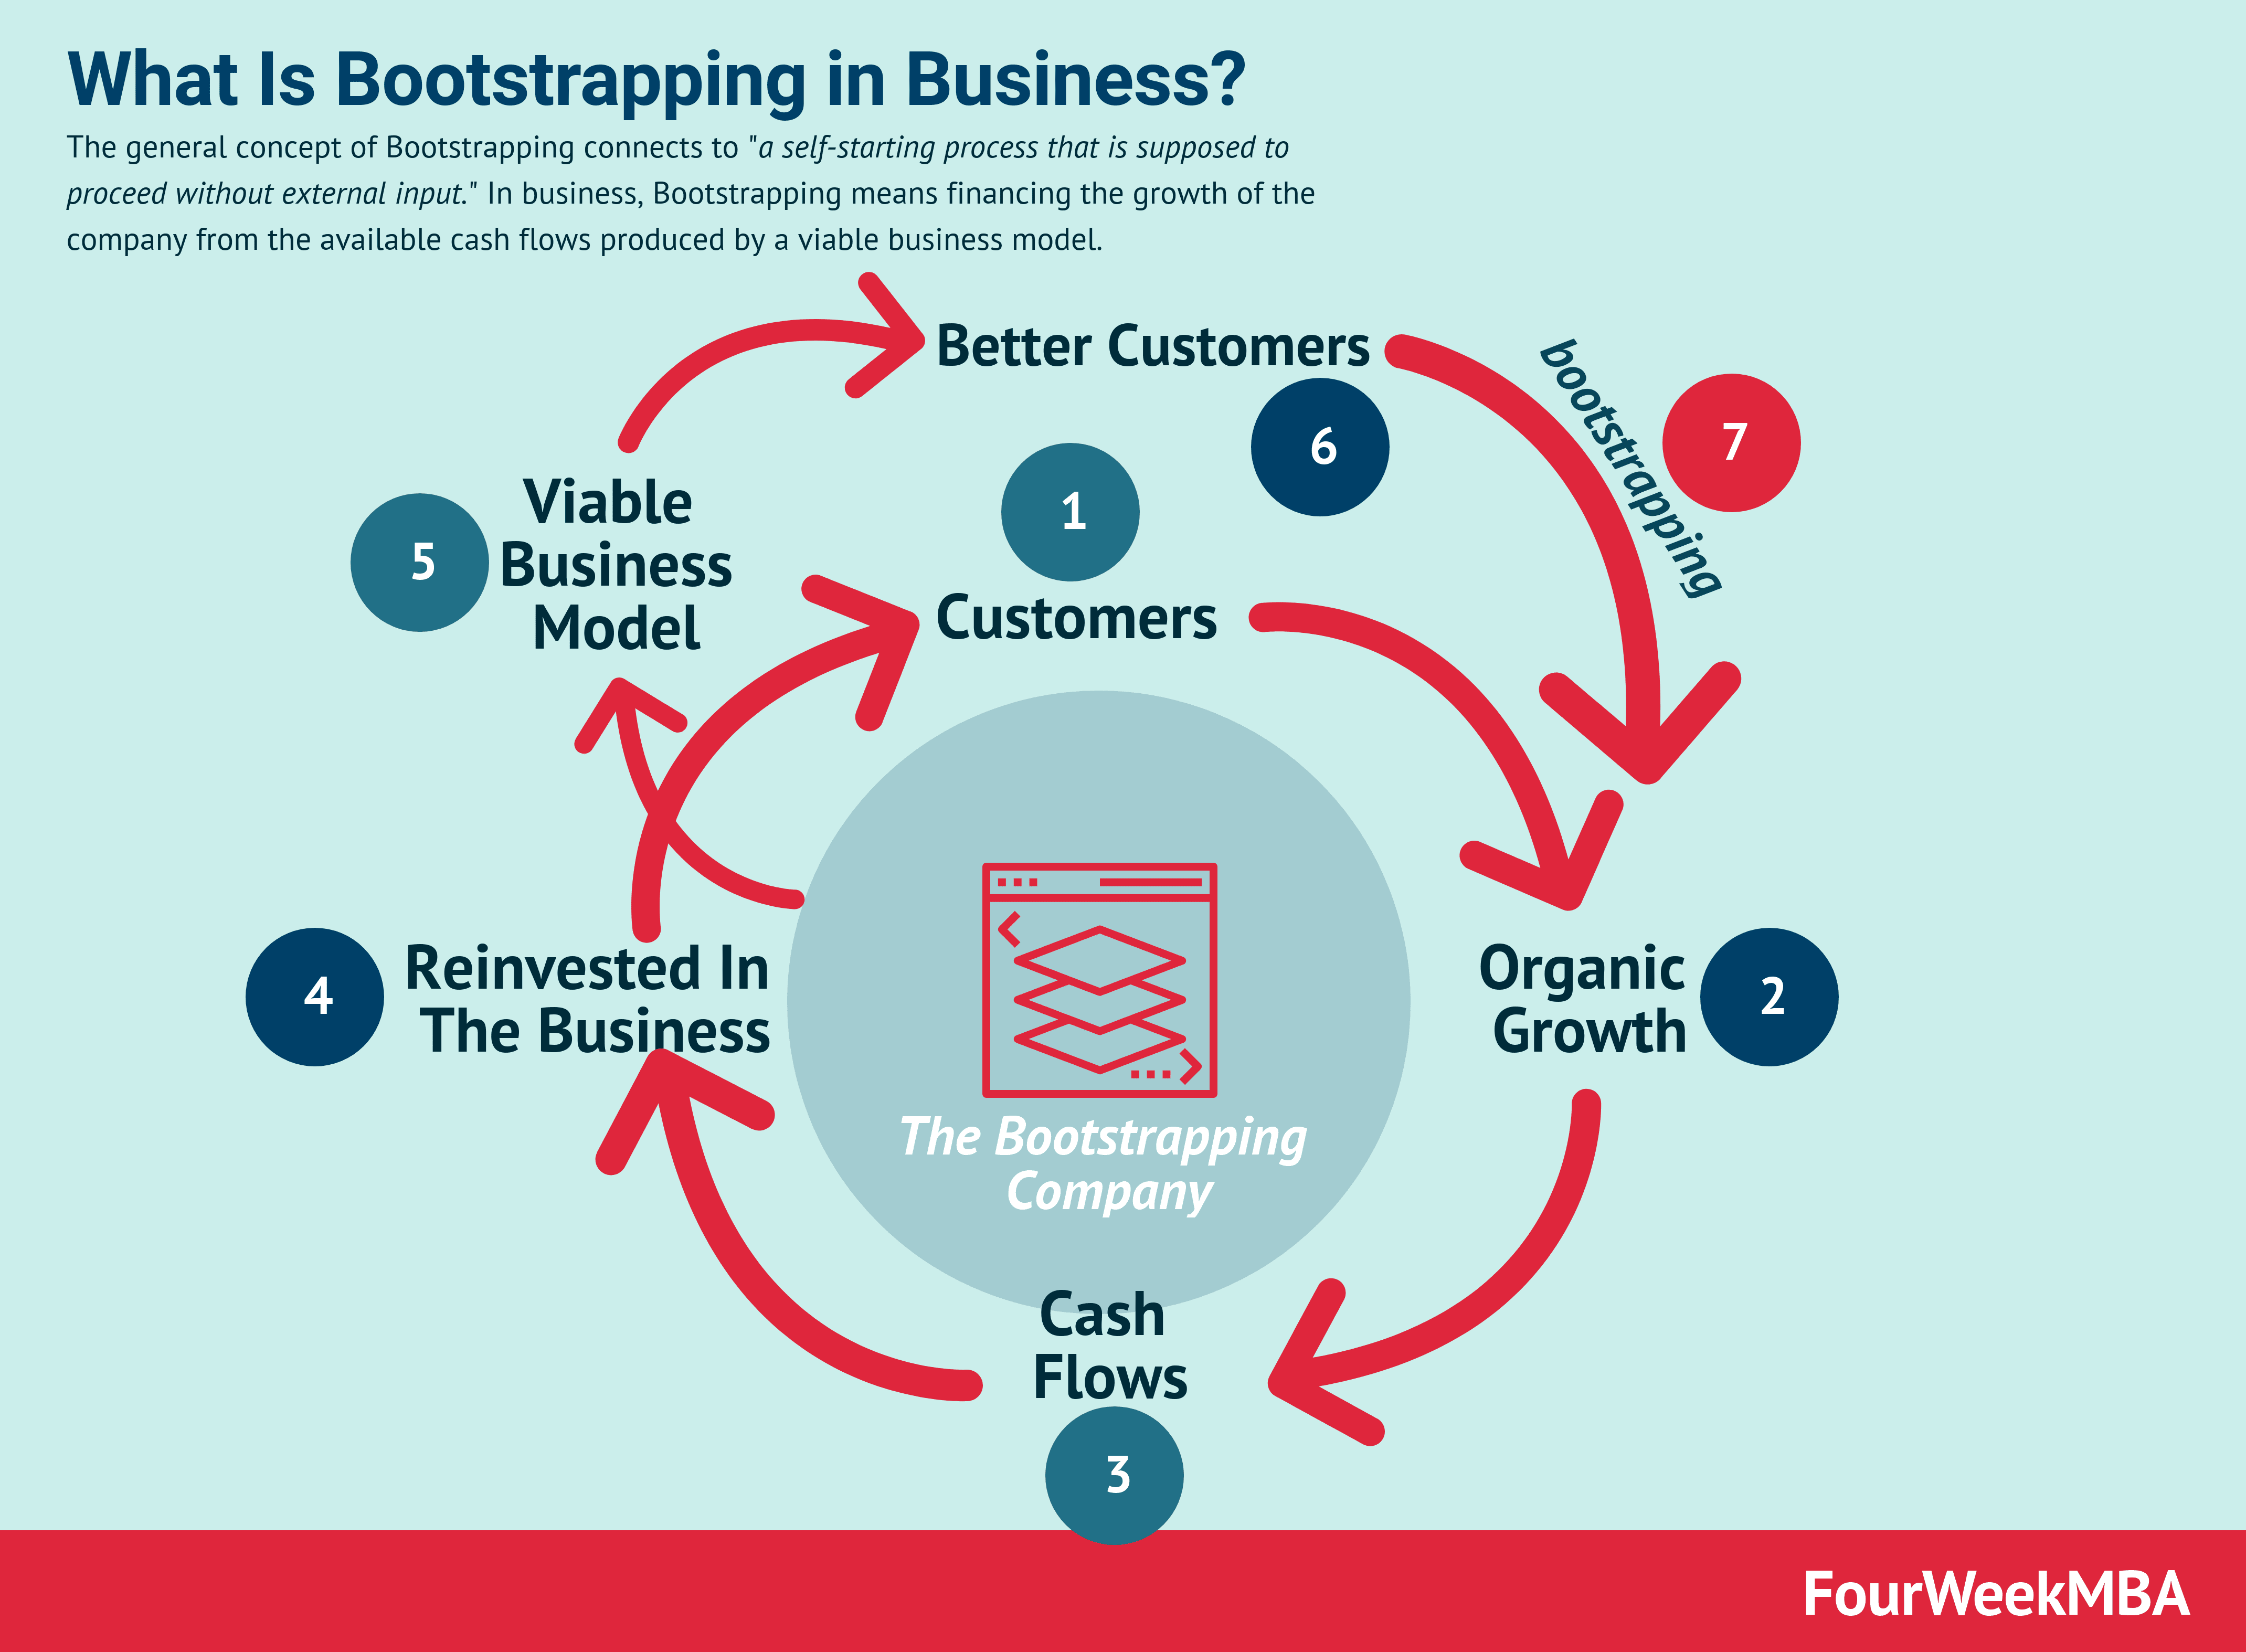 What Is Bootstrapping in Business?
The general concept of Bootstrapping connects to "a self-starting process that is supposed to
proceed without external input." In business, Bootstrapping means financing the growth of the
company from the available cash flows produced by a viable business model.
Better Customers
6
bootstrapping
7
1
Customers
5
Viable
Business
Model
4
Reinvested In
The Business
Organic
Growth
2
The Bootstrapping
Company
Cash
Flows
3
FourWeekMBA